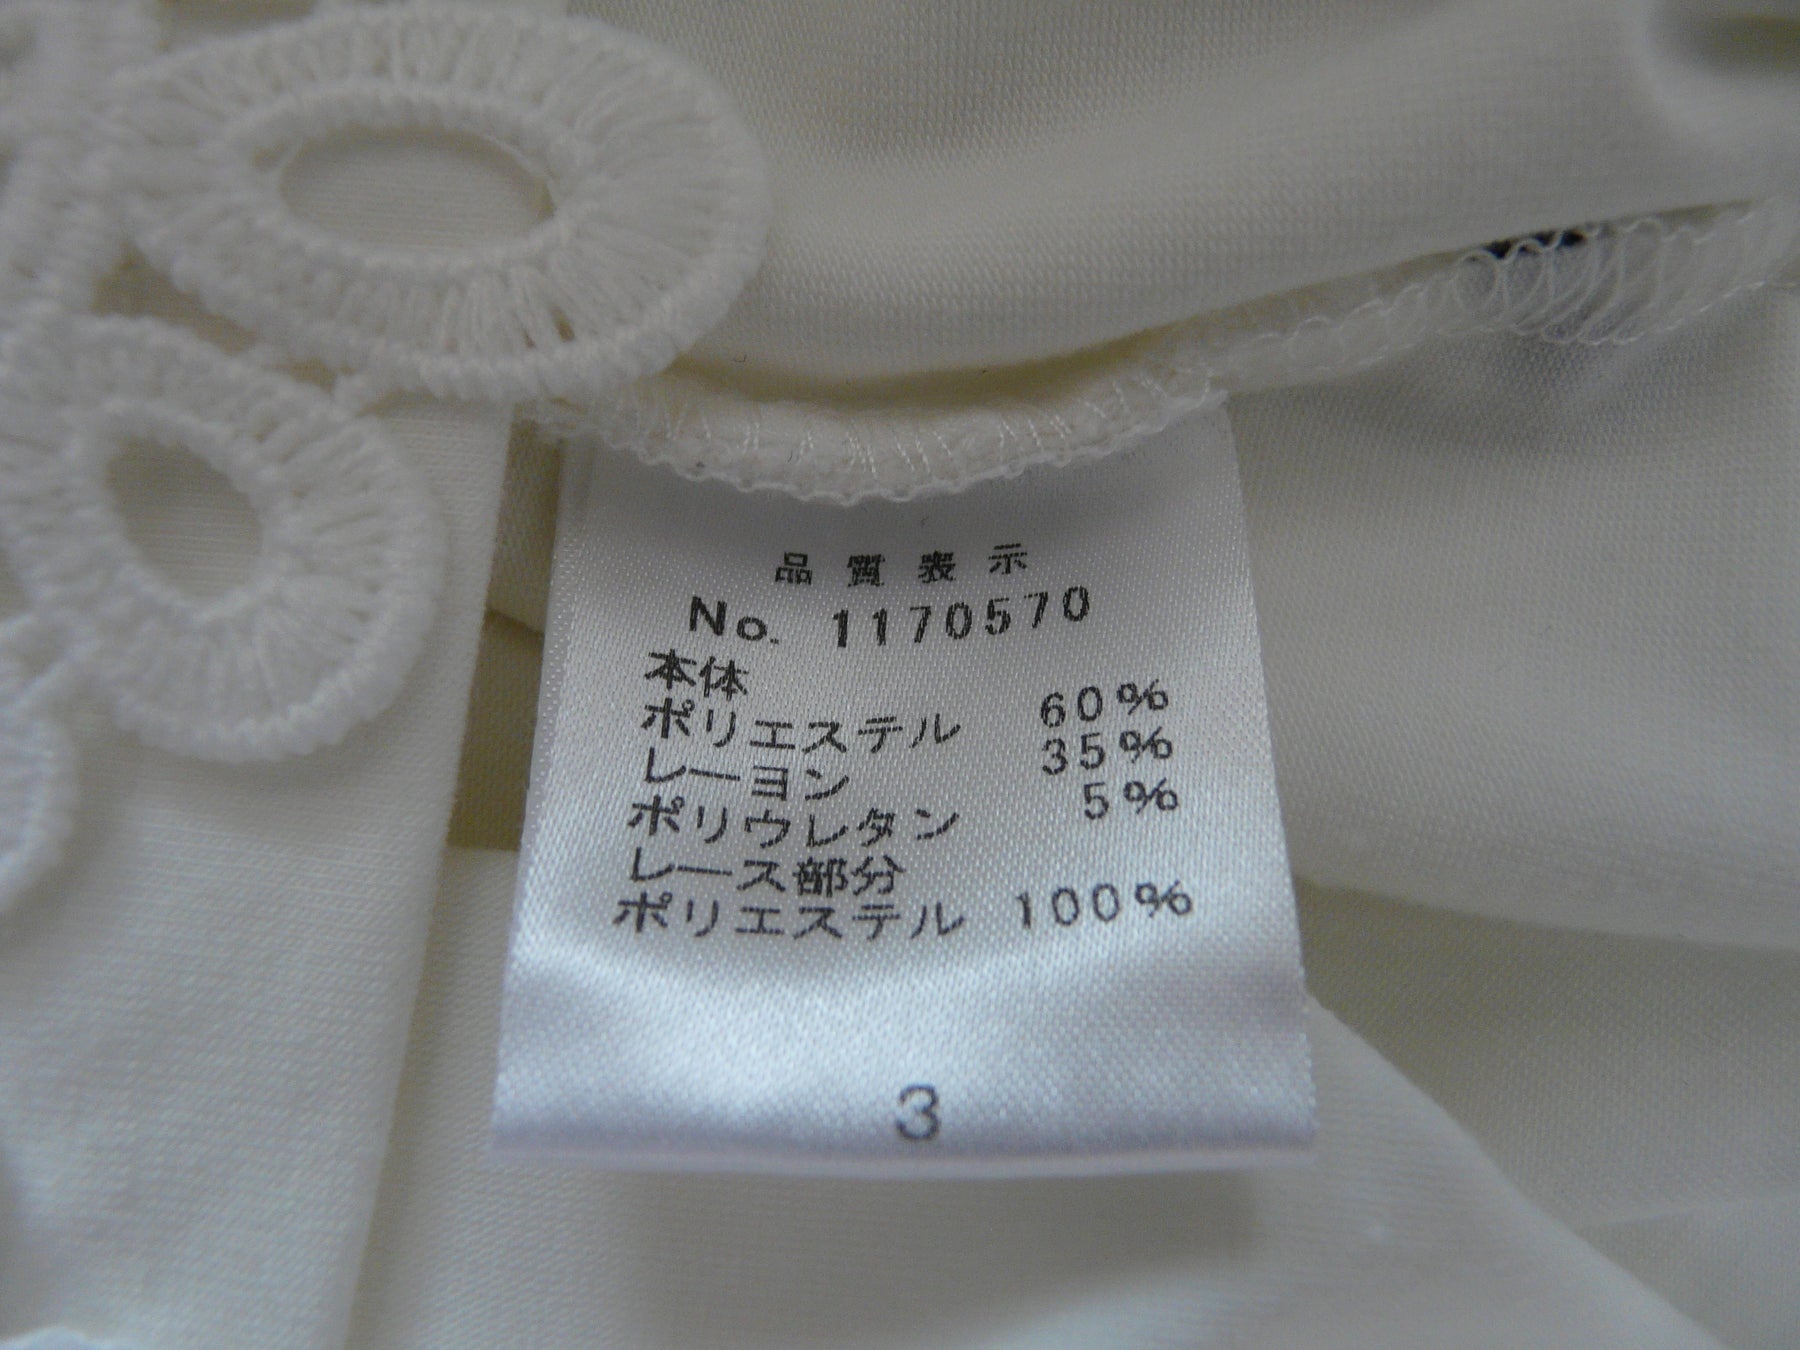 品質表示
No. 1170570
本体
ポリエステル 60%
レーヨン 35%
ポリウレタン 5%
レース部分
ポリエステル 100%
3